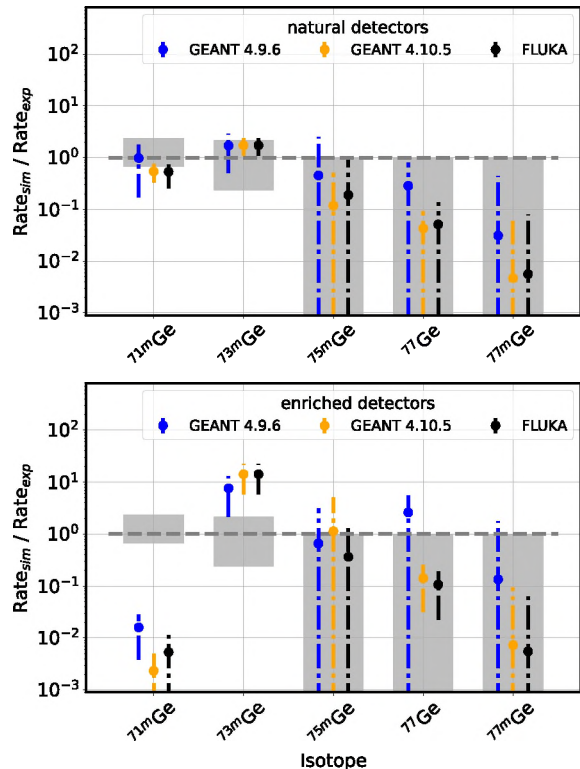 natural detectors
GEANT 4.9.6 GEANT 4.10.5 FLUKA
Rate_sim / Rate_exp
10²
10¹
10⁰
10⁻¹
10⁻²
10⁻³
⁷¹ᵐGe ⁷³ᵐGe ⁷⁵ᵐGe ⁷⁷Ge ⁷⁷ᵐGe
enriched detectors
GEANT 4.9.6 GEANT 4.10.5 FLUKA
Rate_sim / Rate_exp
10²
10¹
10⁰
10⁻¹
10⁻²
10⁻³
⁷¹ᵐGe ⁷³ᵐGe ⁷⁵ᵐGe ⁷⁷Ge ⁷⁷ᵐGe
Isotope